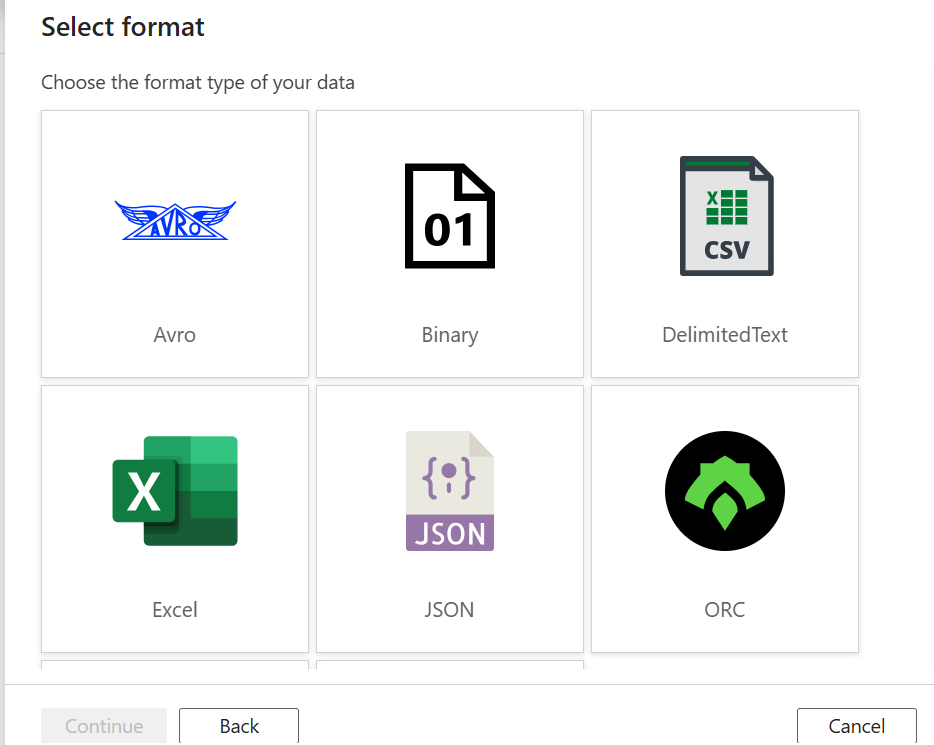 Select format
Choose the format type of your data
AVRO
01
X
CSV
Avro
Binary
DelimitedText
X
JSON
Excel
JSON
ORC
Continue
Back
Cancel